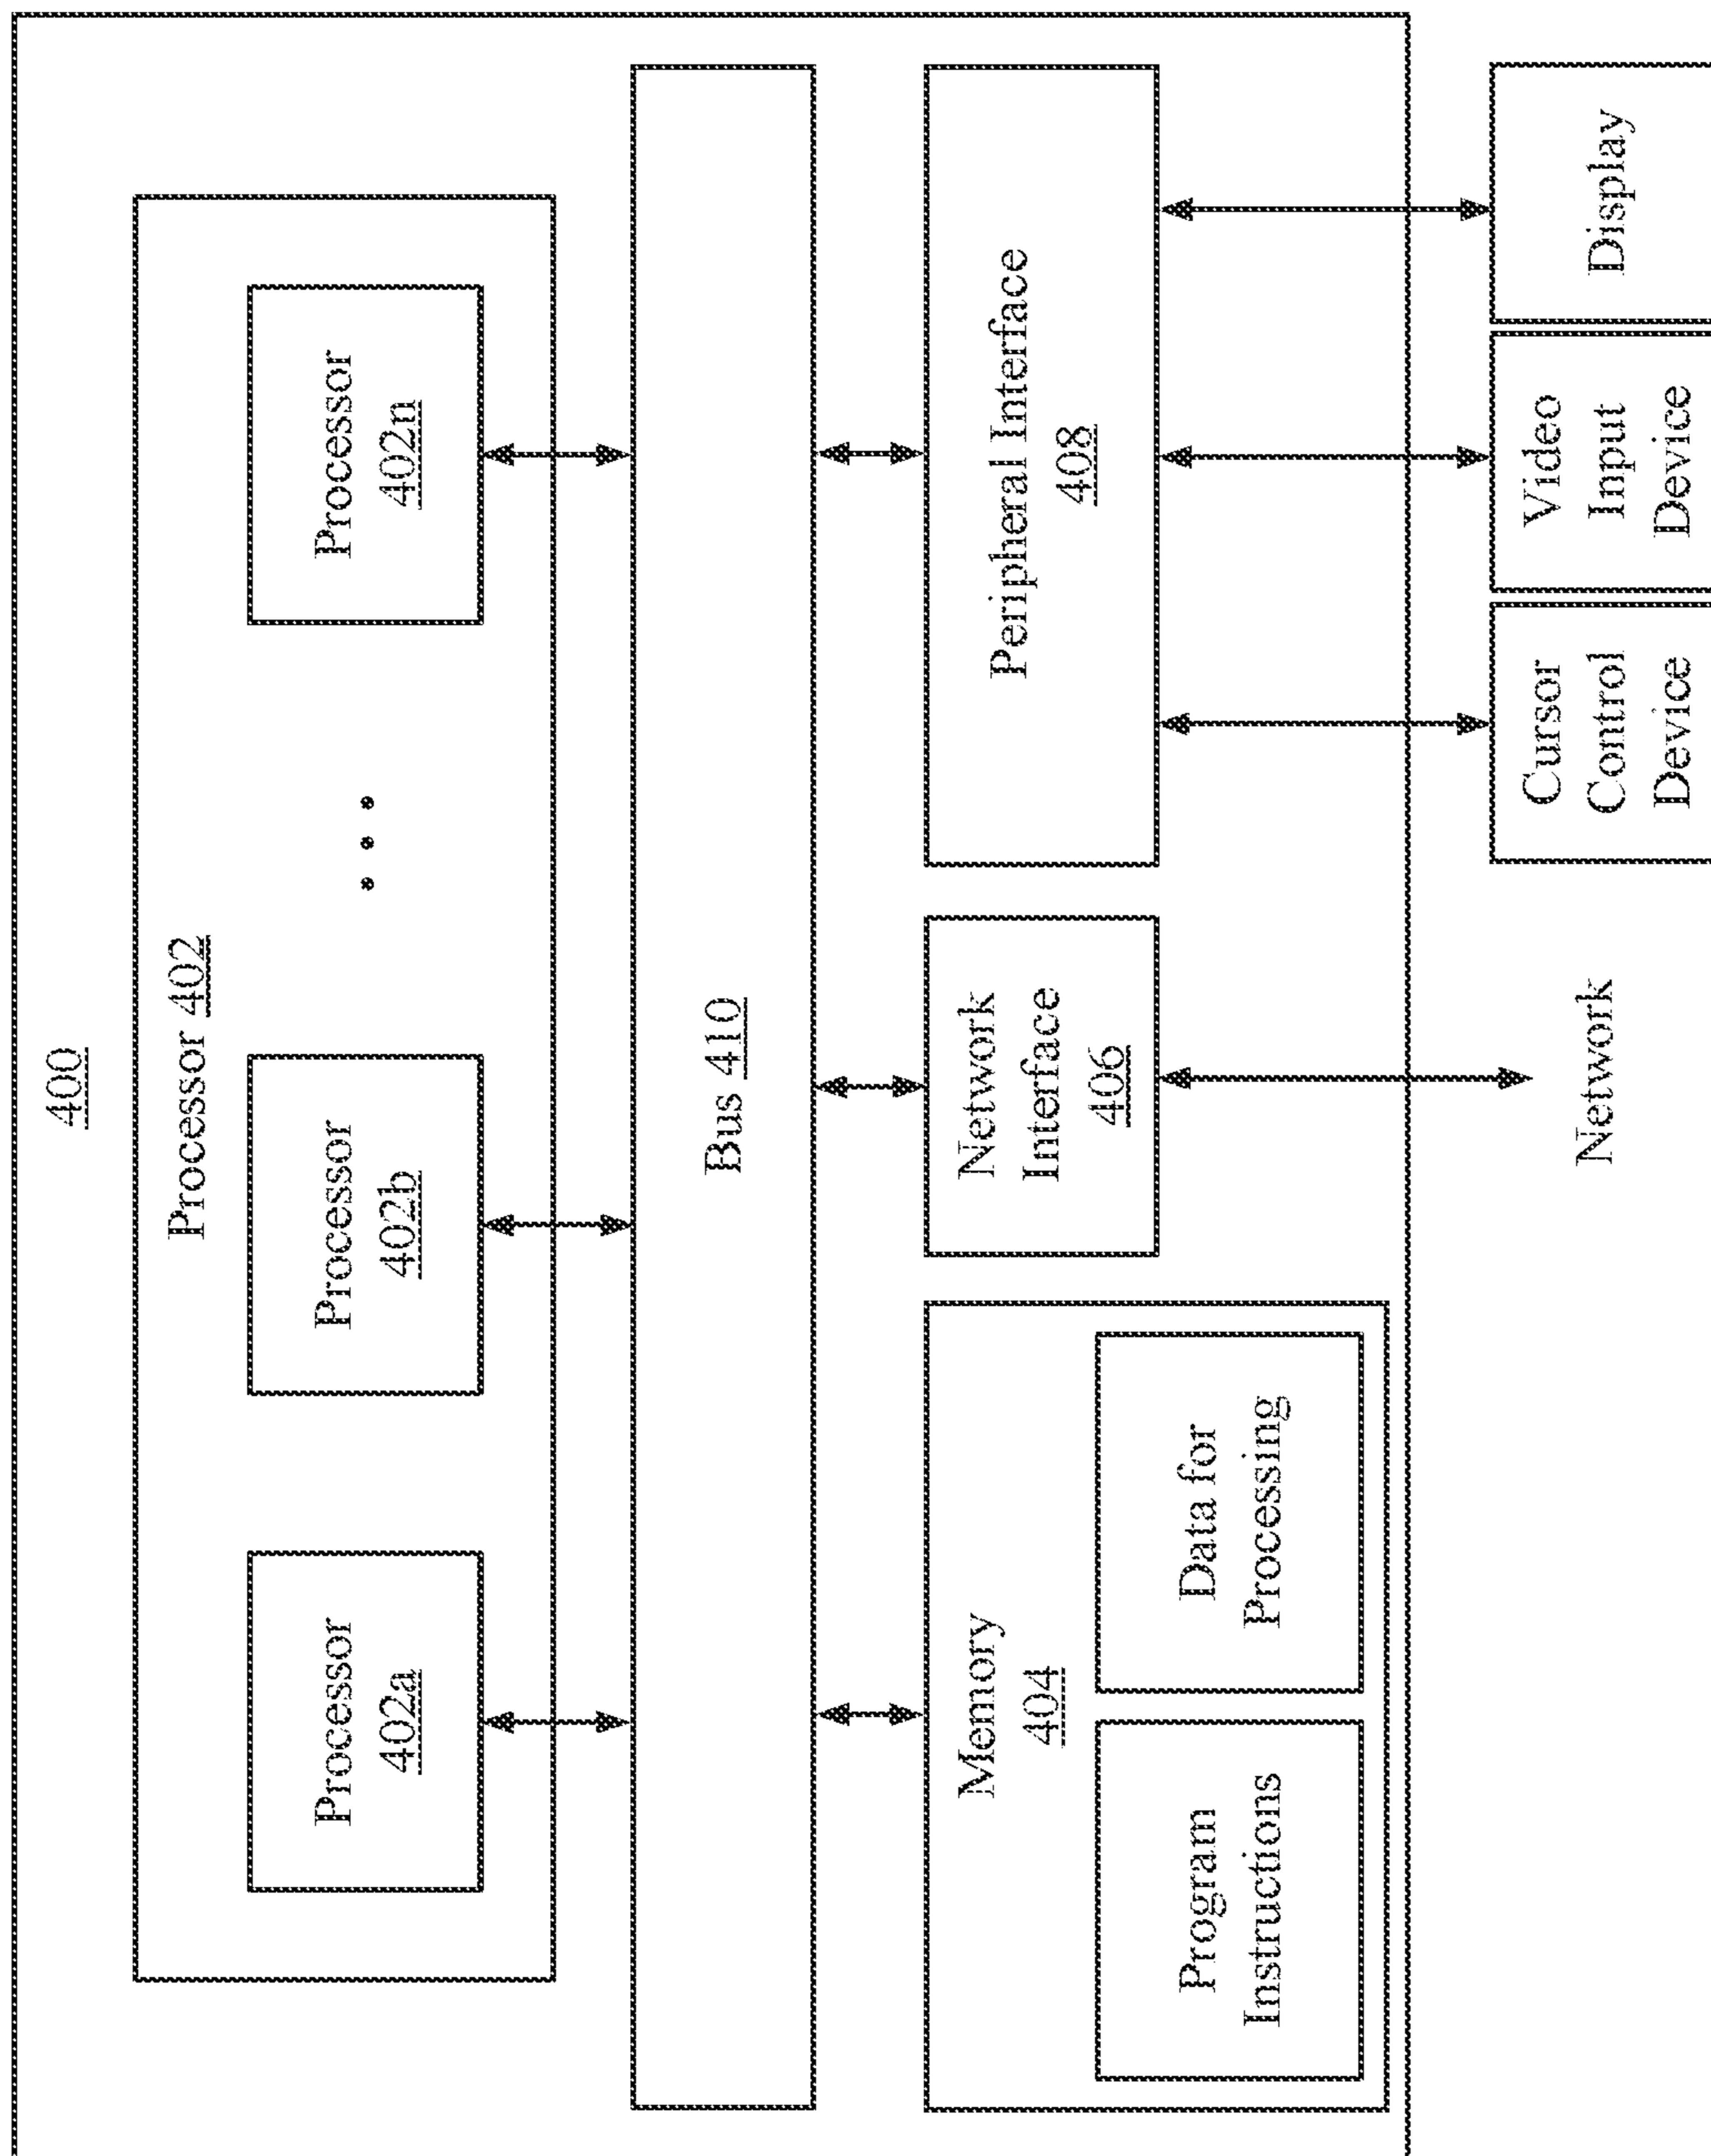 400
Processor 402
Processor
402a
Processor
402b
Processor
402n
Bus 410
Memory
404
Program
Instructions
Data for
Processing
Network
Interface
406
Peripheral Interface
408
Network
Cursor
Control
Device
Video
Input
Device
Display